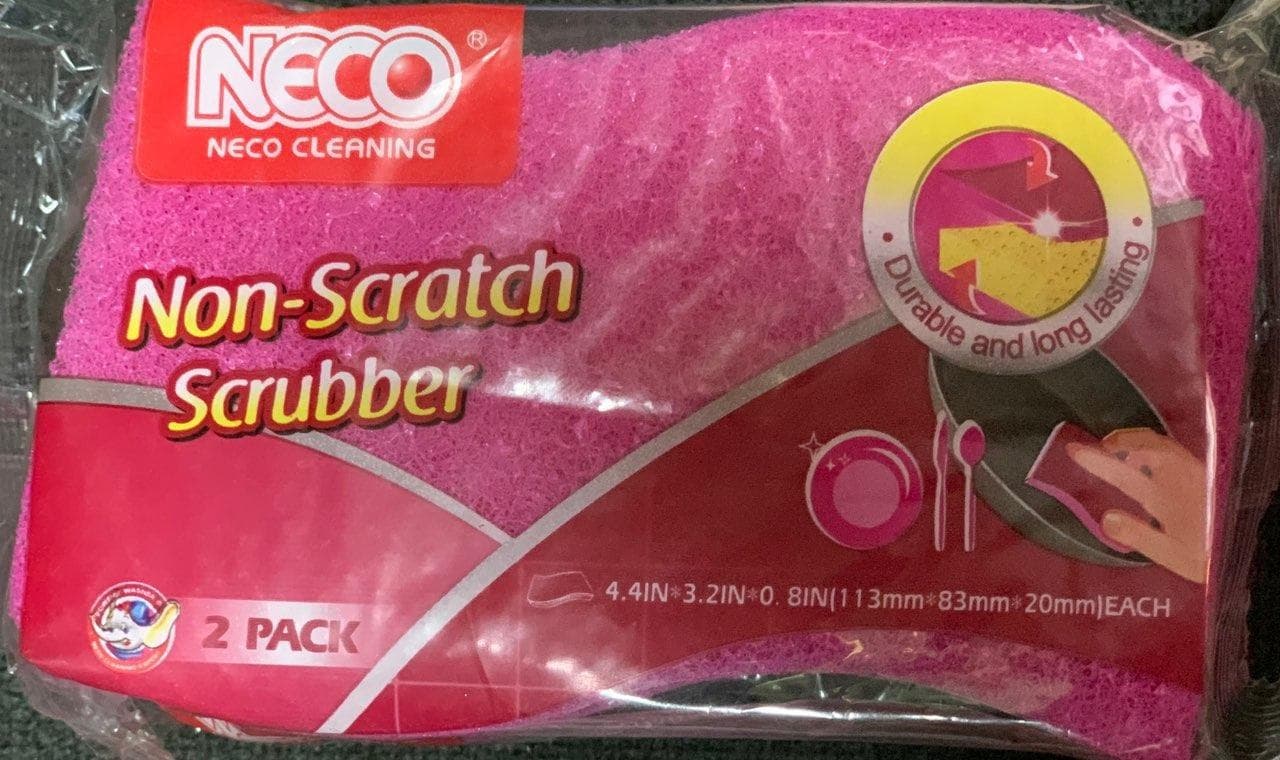 NECO®
NECO CLEANING
Non-Scratch
Scrubber
Durable and long lasting
4.4IN*3.2IN*0. 8IN(113mm*83mm*20mm)EACH
2 PACK